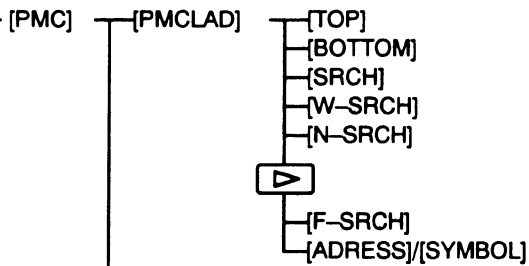 [PMC] [PMCLAD] [TOP]
[BOTTOM]
[SRCH]
[W–SRCH]
[N–SRCH]
[F–SRCH]
[ADRESS]/[SYMBOL]